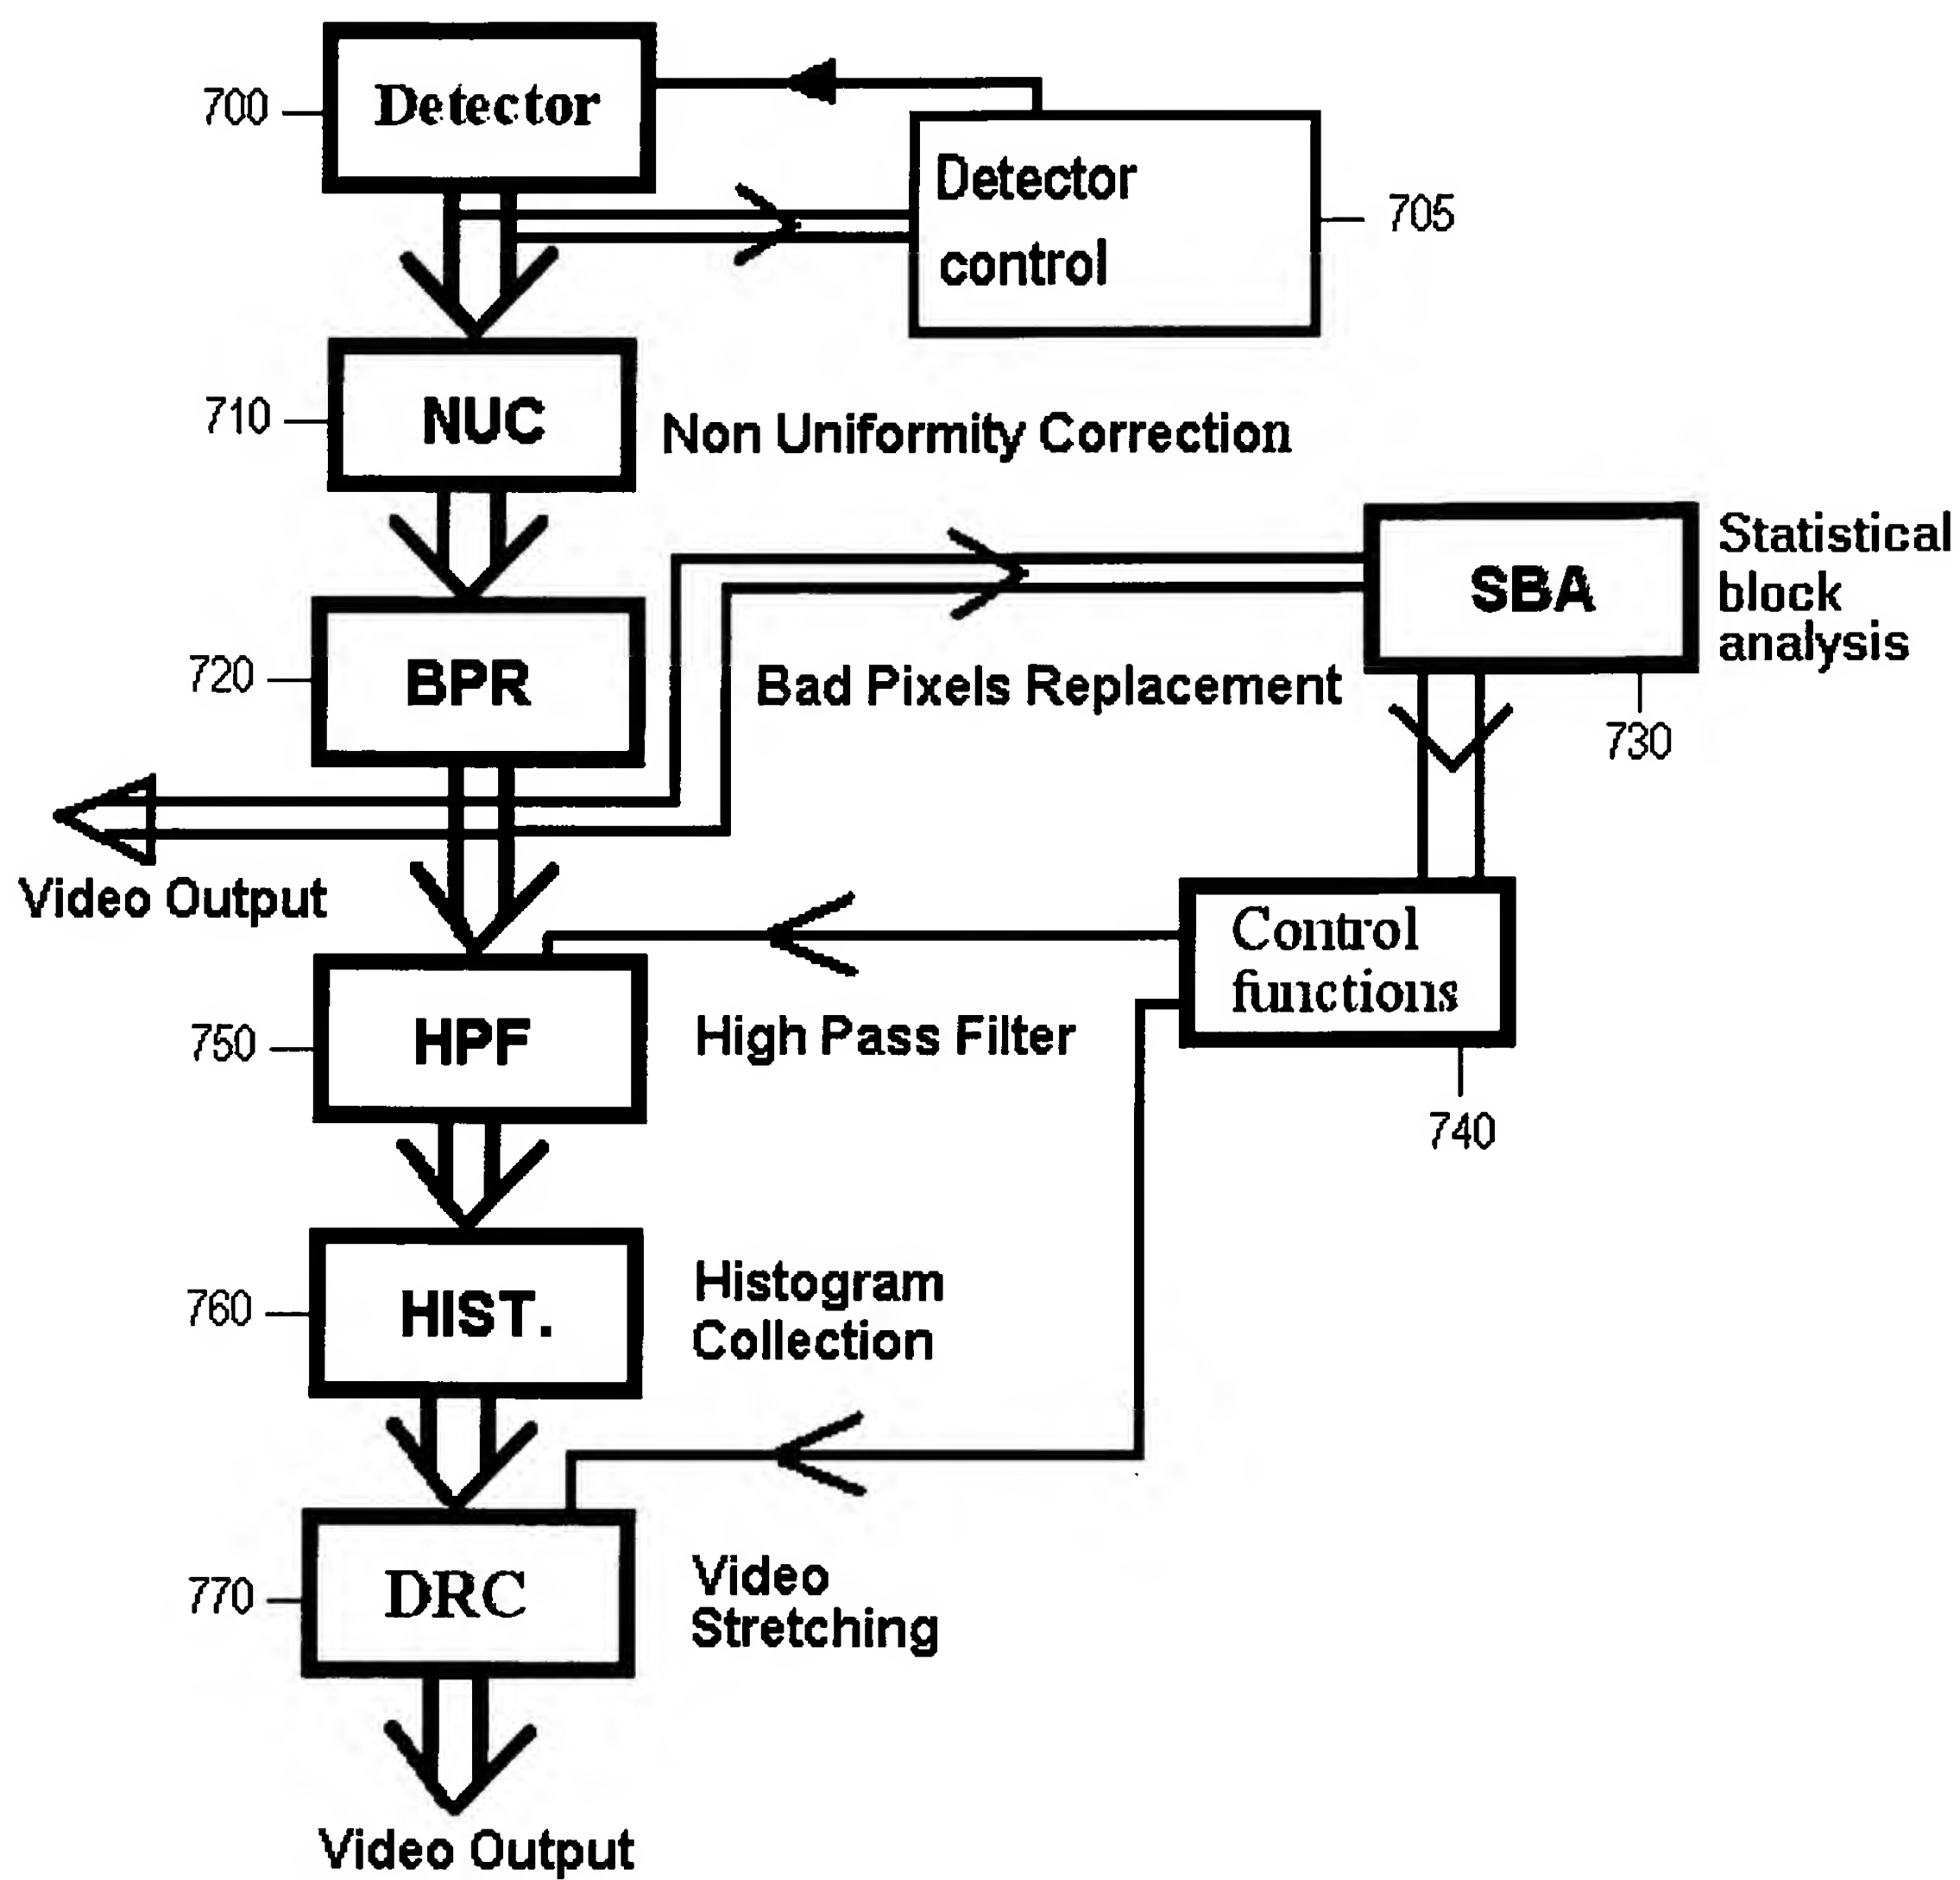 700
Detector
Detector
control
705
710
NUC
Non Uniformity Correction
SBA
Statistical
block
analysis
730
720
BPR
Bad Pixels Replacement
Video Output
Control
functions
740
750
HPF
High Pass Filter
760
HIST.
Histogram
Collection
770
DRC
Video
Stretching
Video Output